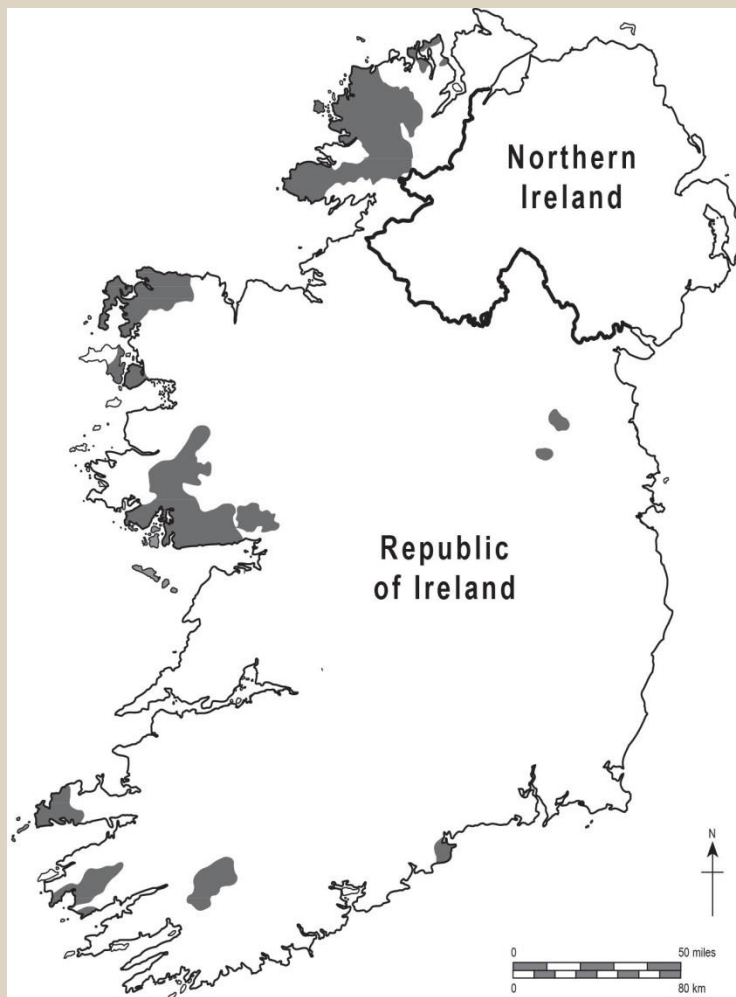 Northern
Ireland
Republic
of Ireland
N
0 50 miles
0 80 km